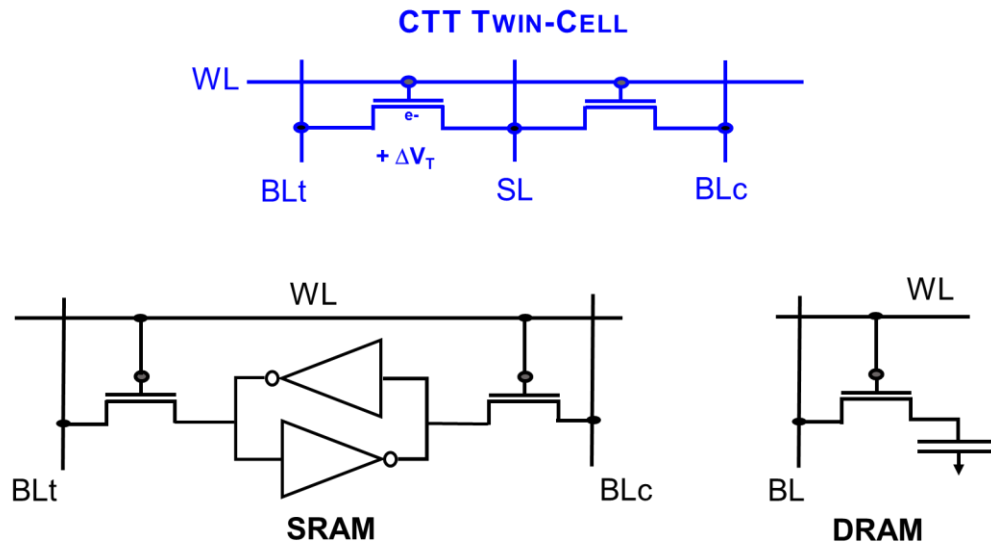 CTT TWIN-CELL
WL
e-
+ ΔVT
BLt
SL
BLc
WL
WL
BLt
BLc
BL
SRAM
DRAM